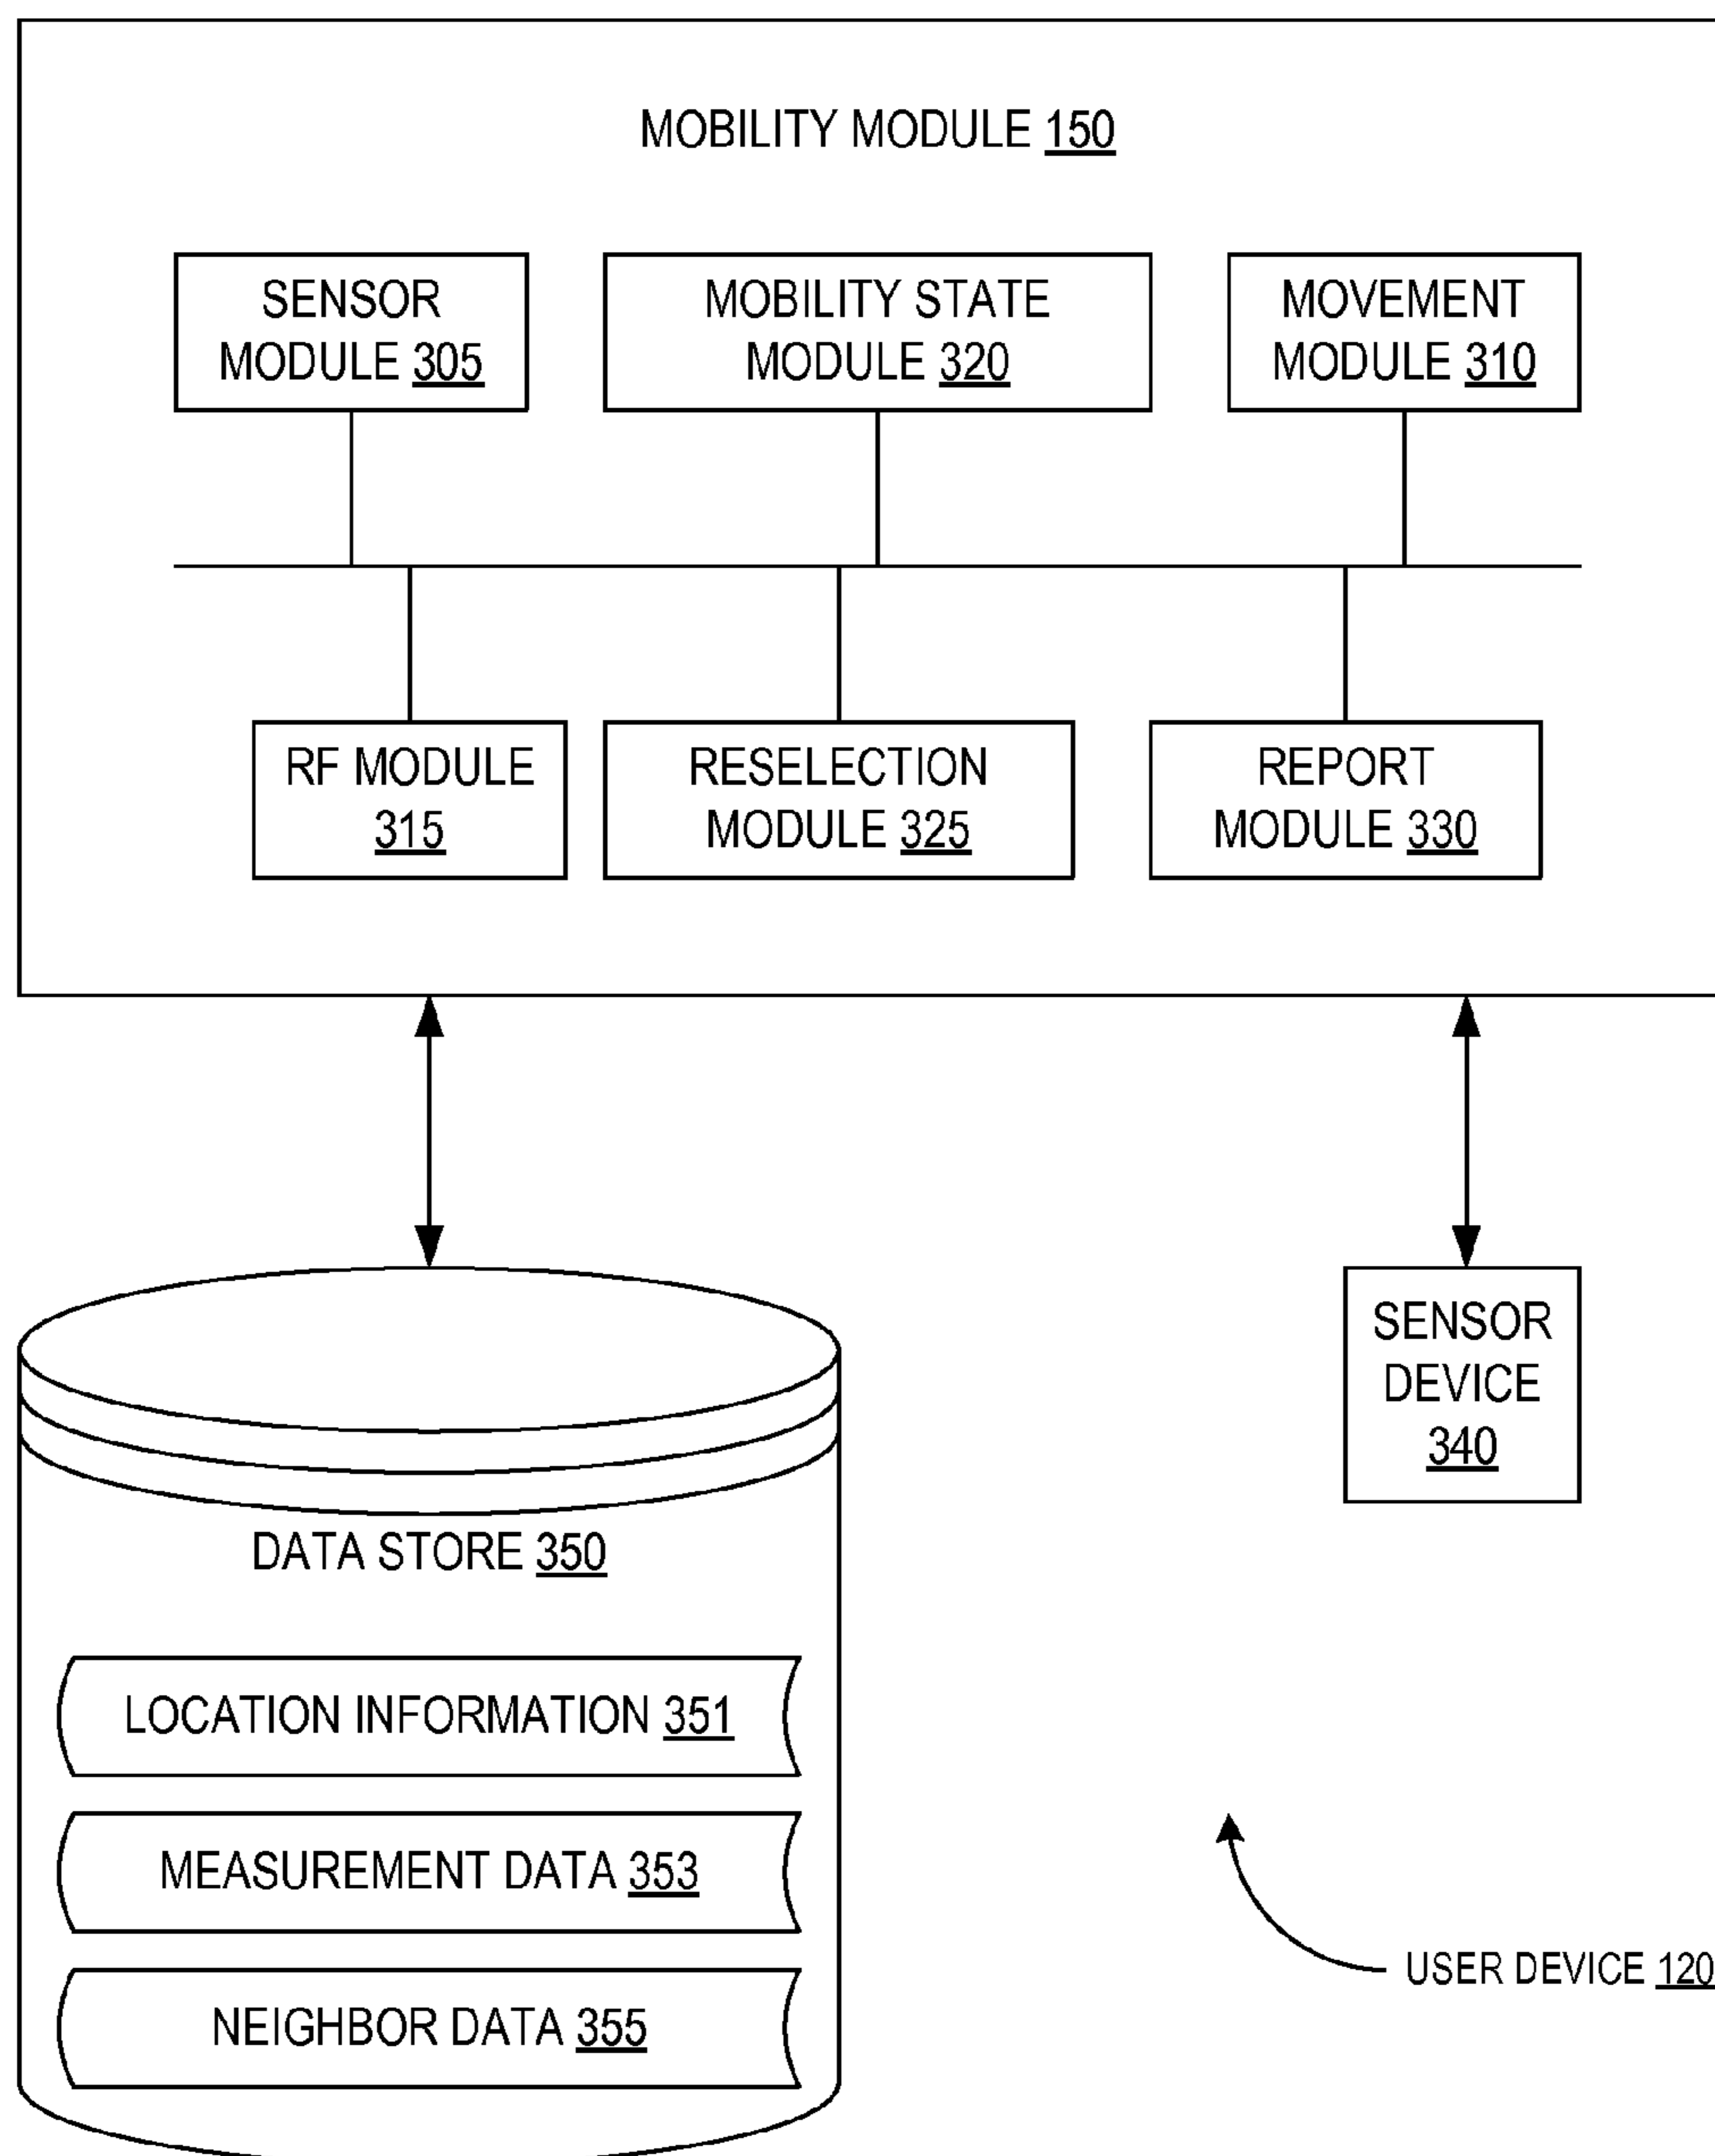 MOBILITY MODULE 150
SENSOR
MODULE 305
MOBILITY STATE
MODULE 320
MOVEMENT
MODULE 310
RF MODULE
315
RESELECTION
MODULE 325
REPORT
MODULE 330
SENSOR
DEVICE
340
DATA STORE 350
LOCATION INFORMATION 351
MEASUREMENT DATA 353
NEIGHBOR DATA 355
USER DEVICE 120